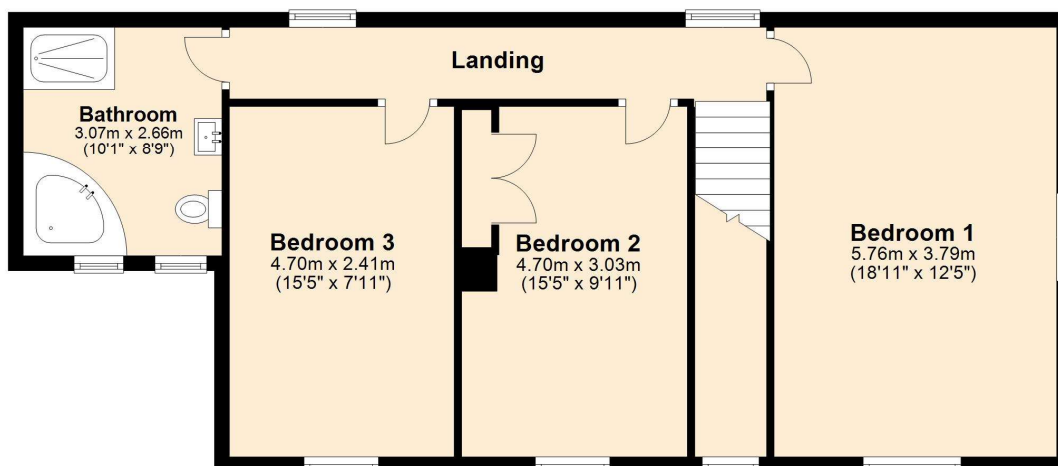 Landing
Bathroom
3.07m x 2.66m
(10'1" x 8'9")
Bedroom 3
4.70m x 2.41m
(15'5" x 7'11")
Bedroom 2
4.70m x 3.03m
(15'5" x 9'11")
Bedroom 1
5.76m x 3.79m
(18'11" x 12'5")